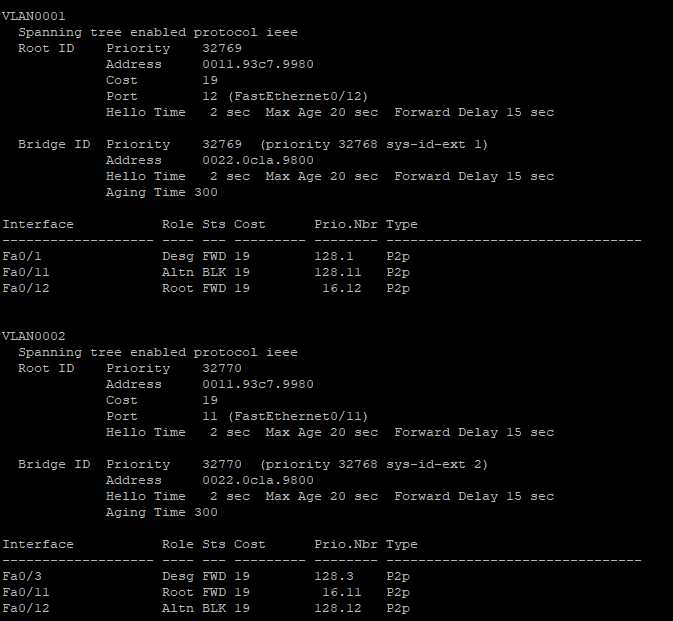 VLAN0001
  Spanning tree enabled protocol ieee
  Root ID    Priority    32769
             Address     0011.93c7.9980
             Cost        19
             Port        12 (FastEthernet0/12)
             Hello Time   2 sec  Max Age 20 sec  Forward Delay 15 sec
  Bridge ID  Priority    32769  (priority 32768 sys-id-ext 1)
             Address     0022.0c1a.9800
             Hello Time   2 sec  Max Age 20 sec  Forward Delay 15 sec
             Aging Time 300
Interface           Role Sts Cost      Prio.Nbr Type
------------------- ---- --- --------- -------- --------------------------------
Fa0/1               Desg FWD 19        128.1    P2p
Fa0/11              Altn BLK 19        128.11   P2p
Fa0/12              Root FWD 19         16.12   P2p
VLAN0002
  Spanning tree enabled protocol ieee
  Root ID    Priority    32770
             Address     0011.93c7.9980
             Cost        19
             Port        11 (FastEthernet0/11)
             Hello Time   2 sec  Max Age 20 sec  Forward Delay 15 sec
  Bridge ID  Priority    32770  (priority 32768 sys-id-ext 2)
             Address     0022.0c1a.9800
             Hello Time   2 sec  Max Age 20 sec  Forward Delay 15 sec
             Aging Time 300
Interface           Role Sts Cost      Prio.Nbr Type
------------------- ---- --- --------- -------- --------------------------------
Fa0/3               Desg FWD 19        128.3    P2p
Fa0/11              Root FWD 19         16.11   P2p
Fa0/12              Altn BLK 19        128.12   P2p